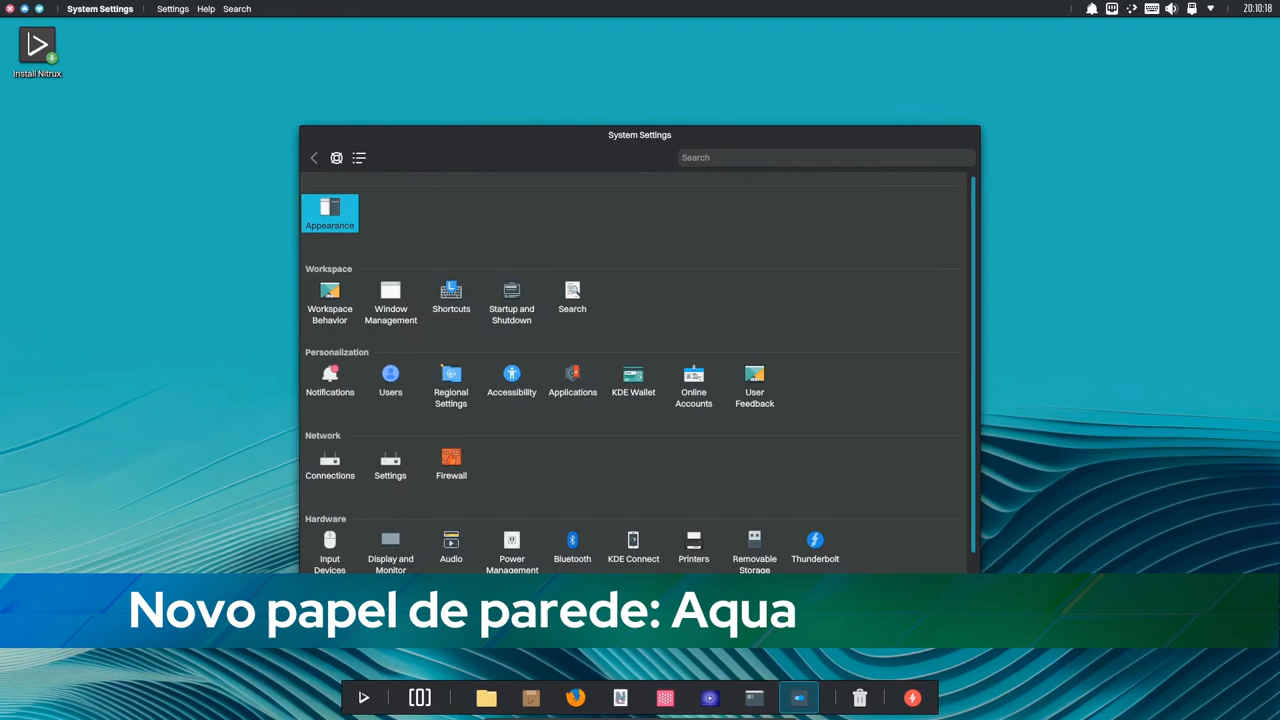 System Settings
Settings
Help
Search
20:10:18
Install Nitrux
System Settings
Search
Appearance
Workspace
Workspace
Behavior
Window
Management
Shortcuts
Startup and
Shutdown
Search
Personalization
Notifications
Users
Regional
Settings
Accessibility
Applications
KDE Wallet
Online
Accounts
User
Feedback
Network
Connections
Settings
Firewall
Hardware
Input
Devices
Display and
Monitor
Audio
Power
Management
Bluetooth
KDE Connect
Printers
Removable
Storage
Thunderbolt
Novo papel de parede: Aqua